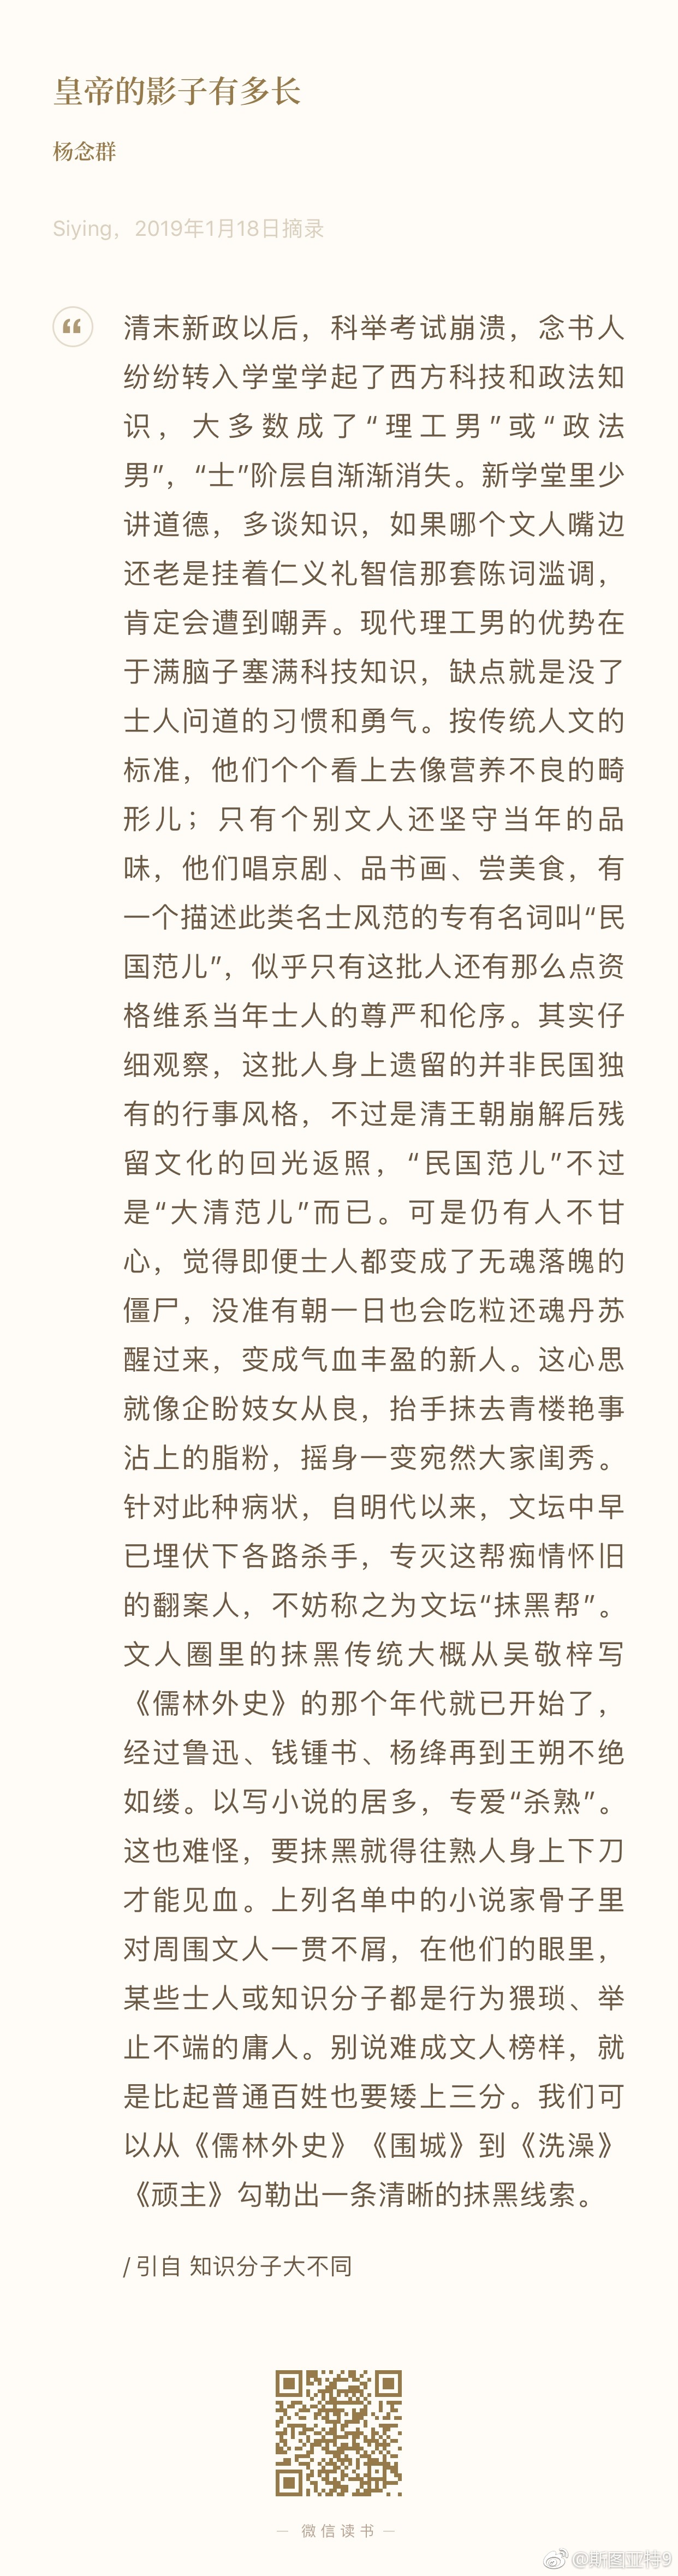 皇帝的影子有多长
杨念群
Siying，2019年1月18日摘录
清末新政以后，科举考试崩溃，念书人
纷纷转入学堂学起了西方科技和政法知
识，大多数成了“理工男”或“政法
男”，“士”阶层自渐渐消失。新学堂里少
讲道德，多谈知识，如果哪个文人嘴边
还老是挂着仁义礼智信那套陈词滥调，
肯定会遭到嘲弄。现代理工男的优势在
于满脑子塞满科技知识，缺点就是没了
士人问道的习惯和勇气。按传统人文的
标准，他们个个看上去像营养不良的畸
形儿；只有个别文人还坚守当年的品
味，他们唱京剧、品书画、尝美食，有
一个描述此类名士风范的专有名词叫“民
国范儿”，似乎只有这批人还有那么点资
格维系当年士人的尊严和伦序。其实仔
细观察，这批人身上遗留的并非民国独
有的行事风格，不过是清王朝崩解后残
留文化的回光返照，“民国范儿”不过
是“大清范儿”而已。可是仍有人不甘
心，觉得即便士人都变成了无魂落魄的
僵尸，没准有朝一日也会吃粒还魂丹苏
醒过来，变成气血丰盈的新人。这心思
就像企盼妓女从良，抬手抹去青楼艳事
沾上的脂粉，摇身一变宛然大家闺秀。
针对此种病状，自明代以来，文坛中早
已埋伏下各路杀手，专灭这帮痴情怀旧
的翻案人，不妨称之为文坛“抹黑帮”。
文人圈里的抹黑传统大概从吴敬梓写
《儒林外史》的那个年代就已开始了，
经过鲁迅、钱锺书、杨绛再到王朔不绝
如缕。以写小说的居多，专爱“杀熟”。
这也难怪，要抹黑就得往熟人身上下刀
才能见血。上列名单中的小说家骨子里
对周围文人一贯不屑，在他们的眼里，
某些士人或知识分子都是行为猥琐、举
止不端的庸人。别说难成文人榜样，就
是比起普通百姓也要矮上三分。我们可
以从《儒林外史》《围城》到《洗澡》
《顽主》勾勒出一条清晰的抹黑线索。
/ 引自 知识分子大不同
— 微信读书 —
@斯图亚特9